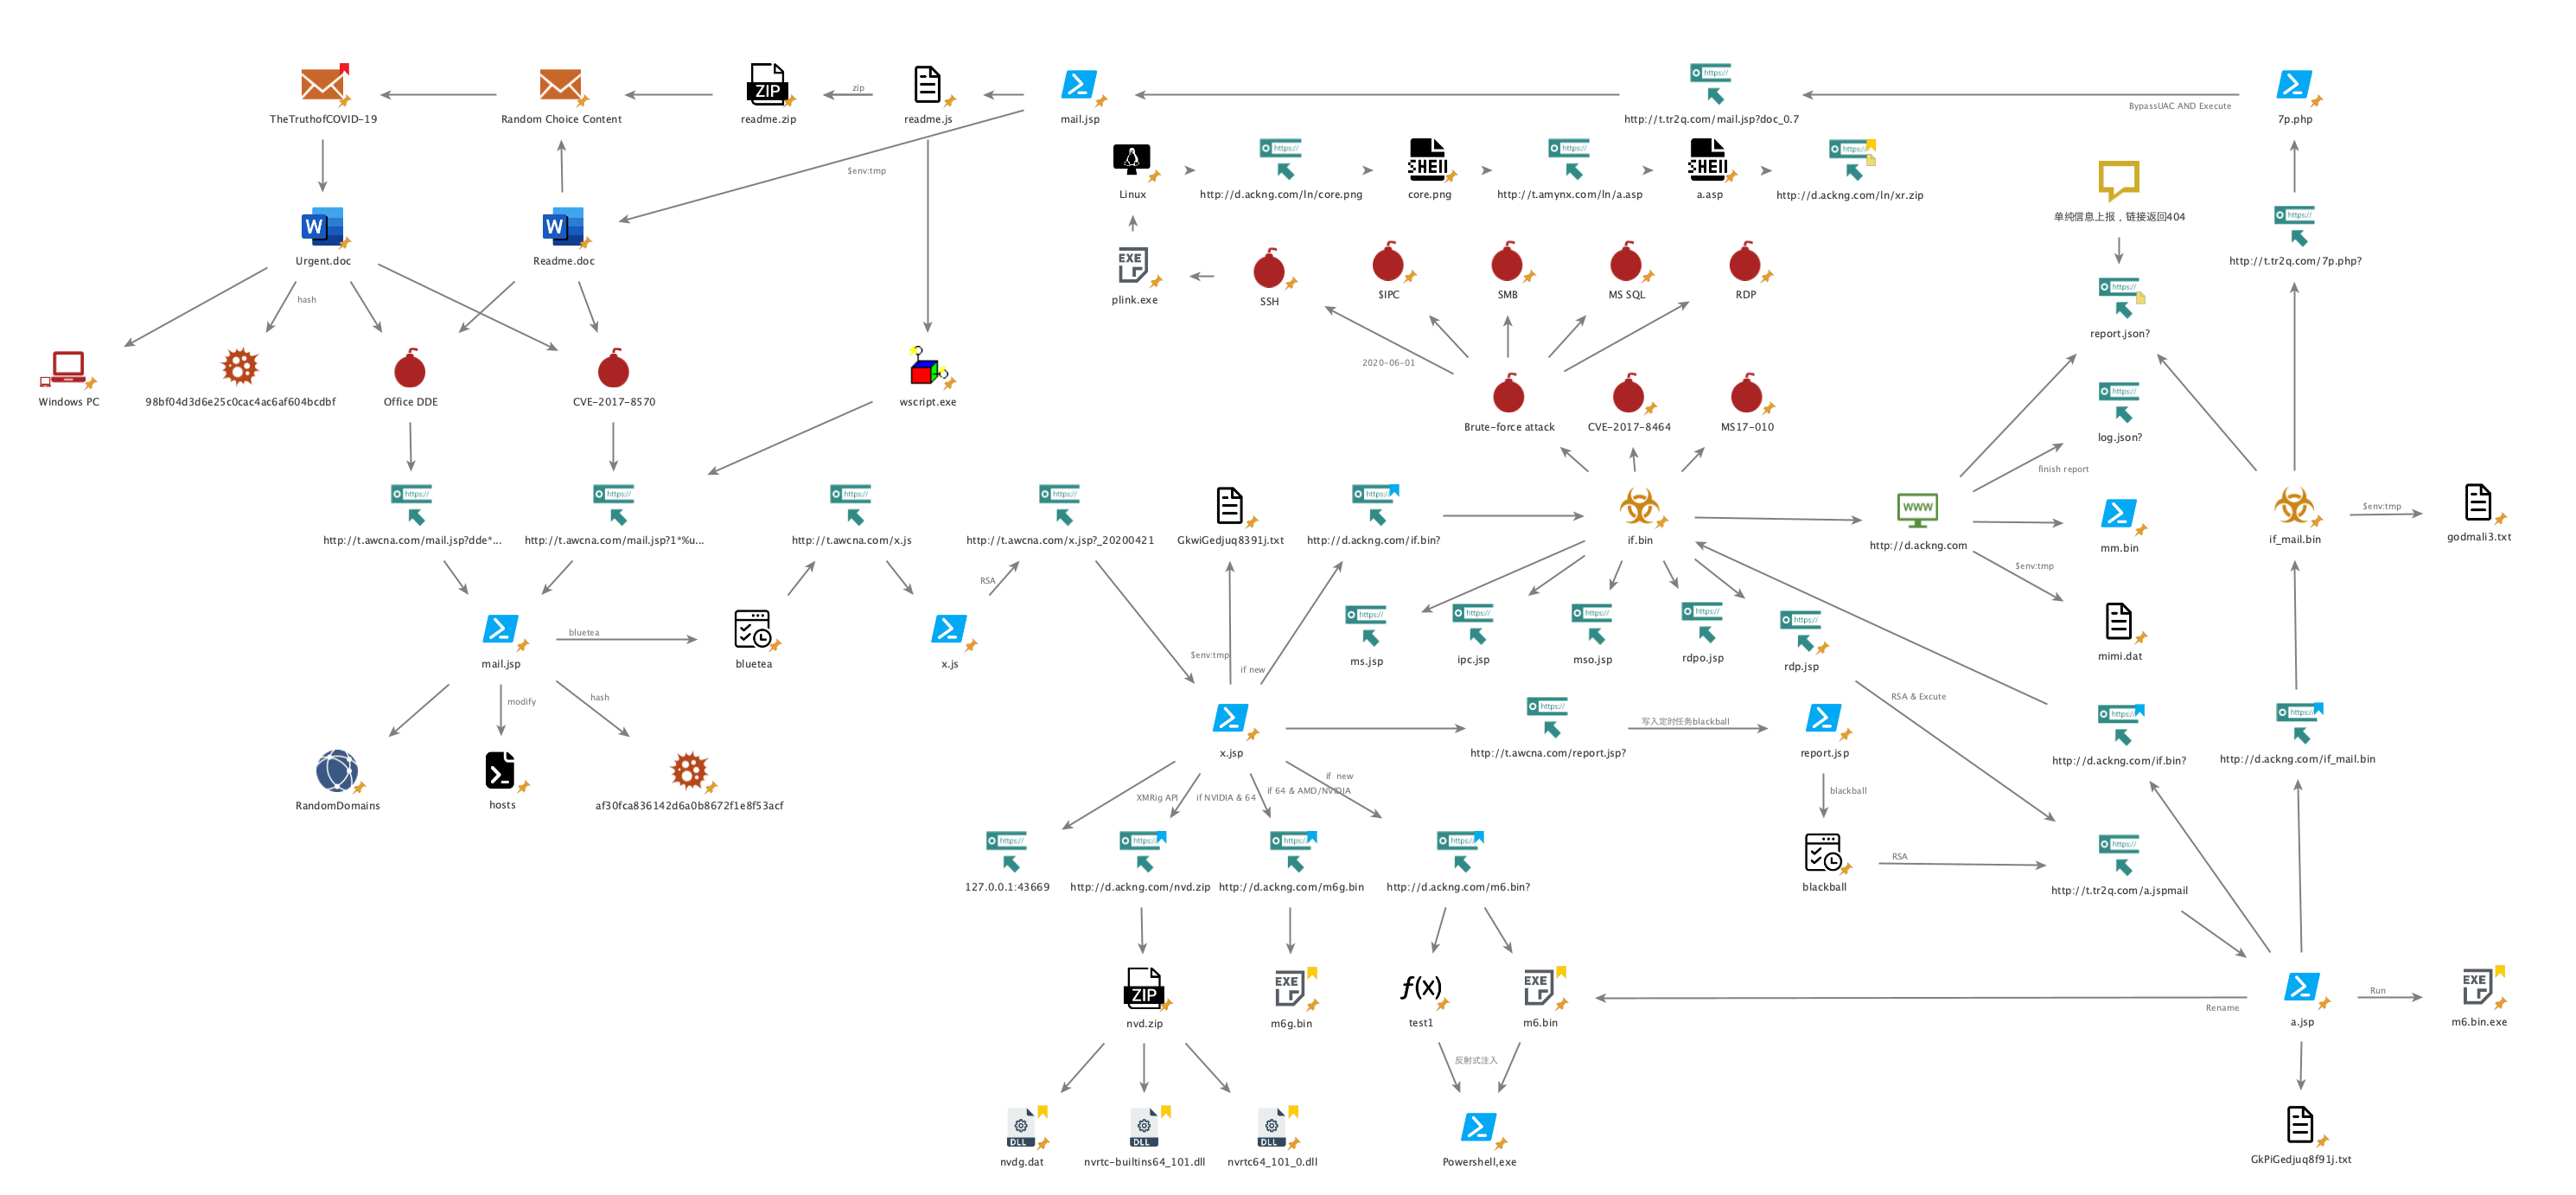 TheTruthofCOVID-19
Random Choice Content
readme.zip
zip
readme.js
mail.jsp
http://t.tr2q.com/mail.jsp?doc_0.7
BypassUAC AND Execute
7p.php
$env:tmp
Linux
http://d.ackng.com/ln/core.png
core.png
http://t.amynx.com/ln/a.asp
a.asp
http://d.ackng.com/ln/xr.zip
单纯信息上报，链接返回404
Urgent.doc
Readme.doc
http://t.tr2q.com/7p.php?
hash
plink.exe
SSH
$IPC
SMB
MS SQL
RDP
report.json?
2020-06-01
Windows PC
98bf04d3d6e25c0cac4ac6af604bcdbf
Office DDE
CVE-2017-8570
wscript.exe
Brute-force attack
CVE-2017-8464
MS17-010
log.json?
finish report
http://t.awcna.com/mail.jsp?dde*...
http://t.awcna.com/mail.jsp?1*%u...
http://t.awcna.com/x.js
http://t.awcna.com/x.jsp?_20200421
GkwiGedjuq8391j.txt
http://d.ackng.com/if.bin?
if.bin
http://d.ackng.com
mm.bin
if_mail.bin
$env:tmp
godmali3.txt
RSA
$env:tmp
bluetea
mail.jsp
bluetea
x.js
$env:tmp
if new
ms.jsp
ipc.jsp
mso.jsp
rdpo.jsp
rdp.jsp
mimi.dat
modify
hash
RSA & Excute
x.jsp
http://t.awcna.com/report.jsp?
写入定时任务blackball
report.jsp
http://d.ackng.com/if.bin?
http://d.ackng.com/if_mail.bin
RandomDomains
hosts
af30fca836142d6a0b8672f1e8f53acf
XMRig API
if NVIDIA & 64
if 64 & AMD/NVIDIA
if new
blackball
127.0.0.1:43669
http://d.ackng.com/nvd.zip
http://d.ackng.com/m6g.bin
http://d.ackng.com/m6.bin?
blackball
RSA
http://t.tr2q.com/a.jspmail
nvd.zip
m6g.bin
test1
m6.bin
Rename
a.jsp
Run
m6.bin.exe
反射式注入
nvdg.dat
nvrtc-builtins64_101.dll
nvrtc64_101_0.dll
Powershell,exe
GkPiGedjuq8f91j.txt